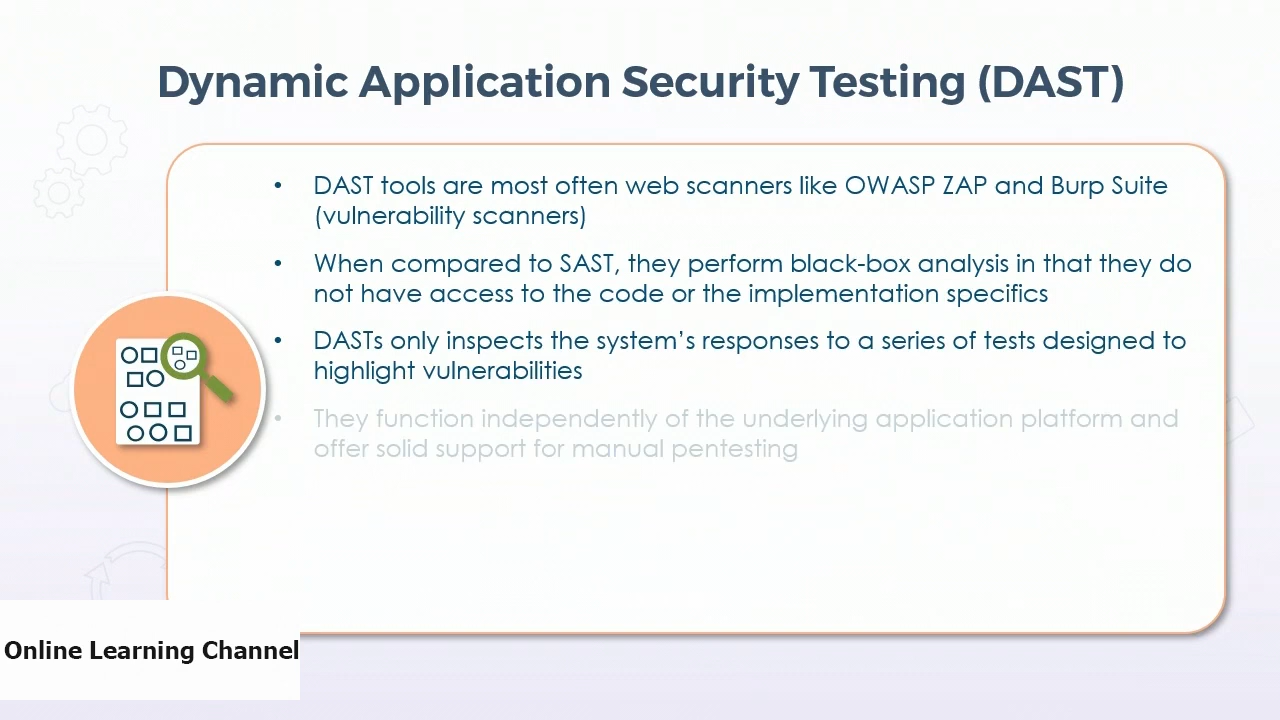 Dynamic Application Security Testing (DAST)
• DAST tools are most often web scanners like OWASP ZAP and Burp Suite
(vulnerability scanners)
• When compared to SAST, they perform black-box analysis in that they do
not have access to the code or the implementation specifics
• DASTs only inspects the system’s responses to a series of tests designed to
highlight vulnerabilities
• They function independently of the underlying application platform and
offer solid support for manual pentesting
Online Learning Channel